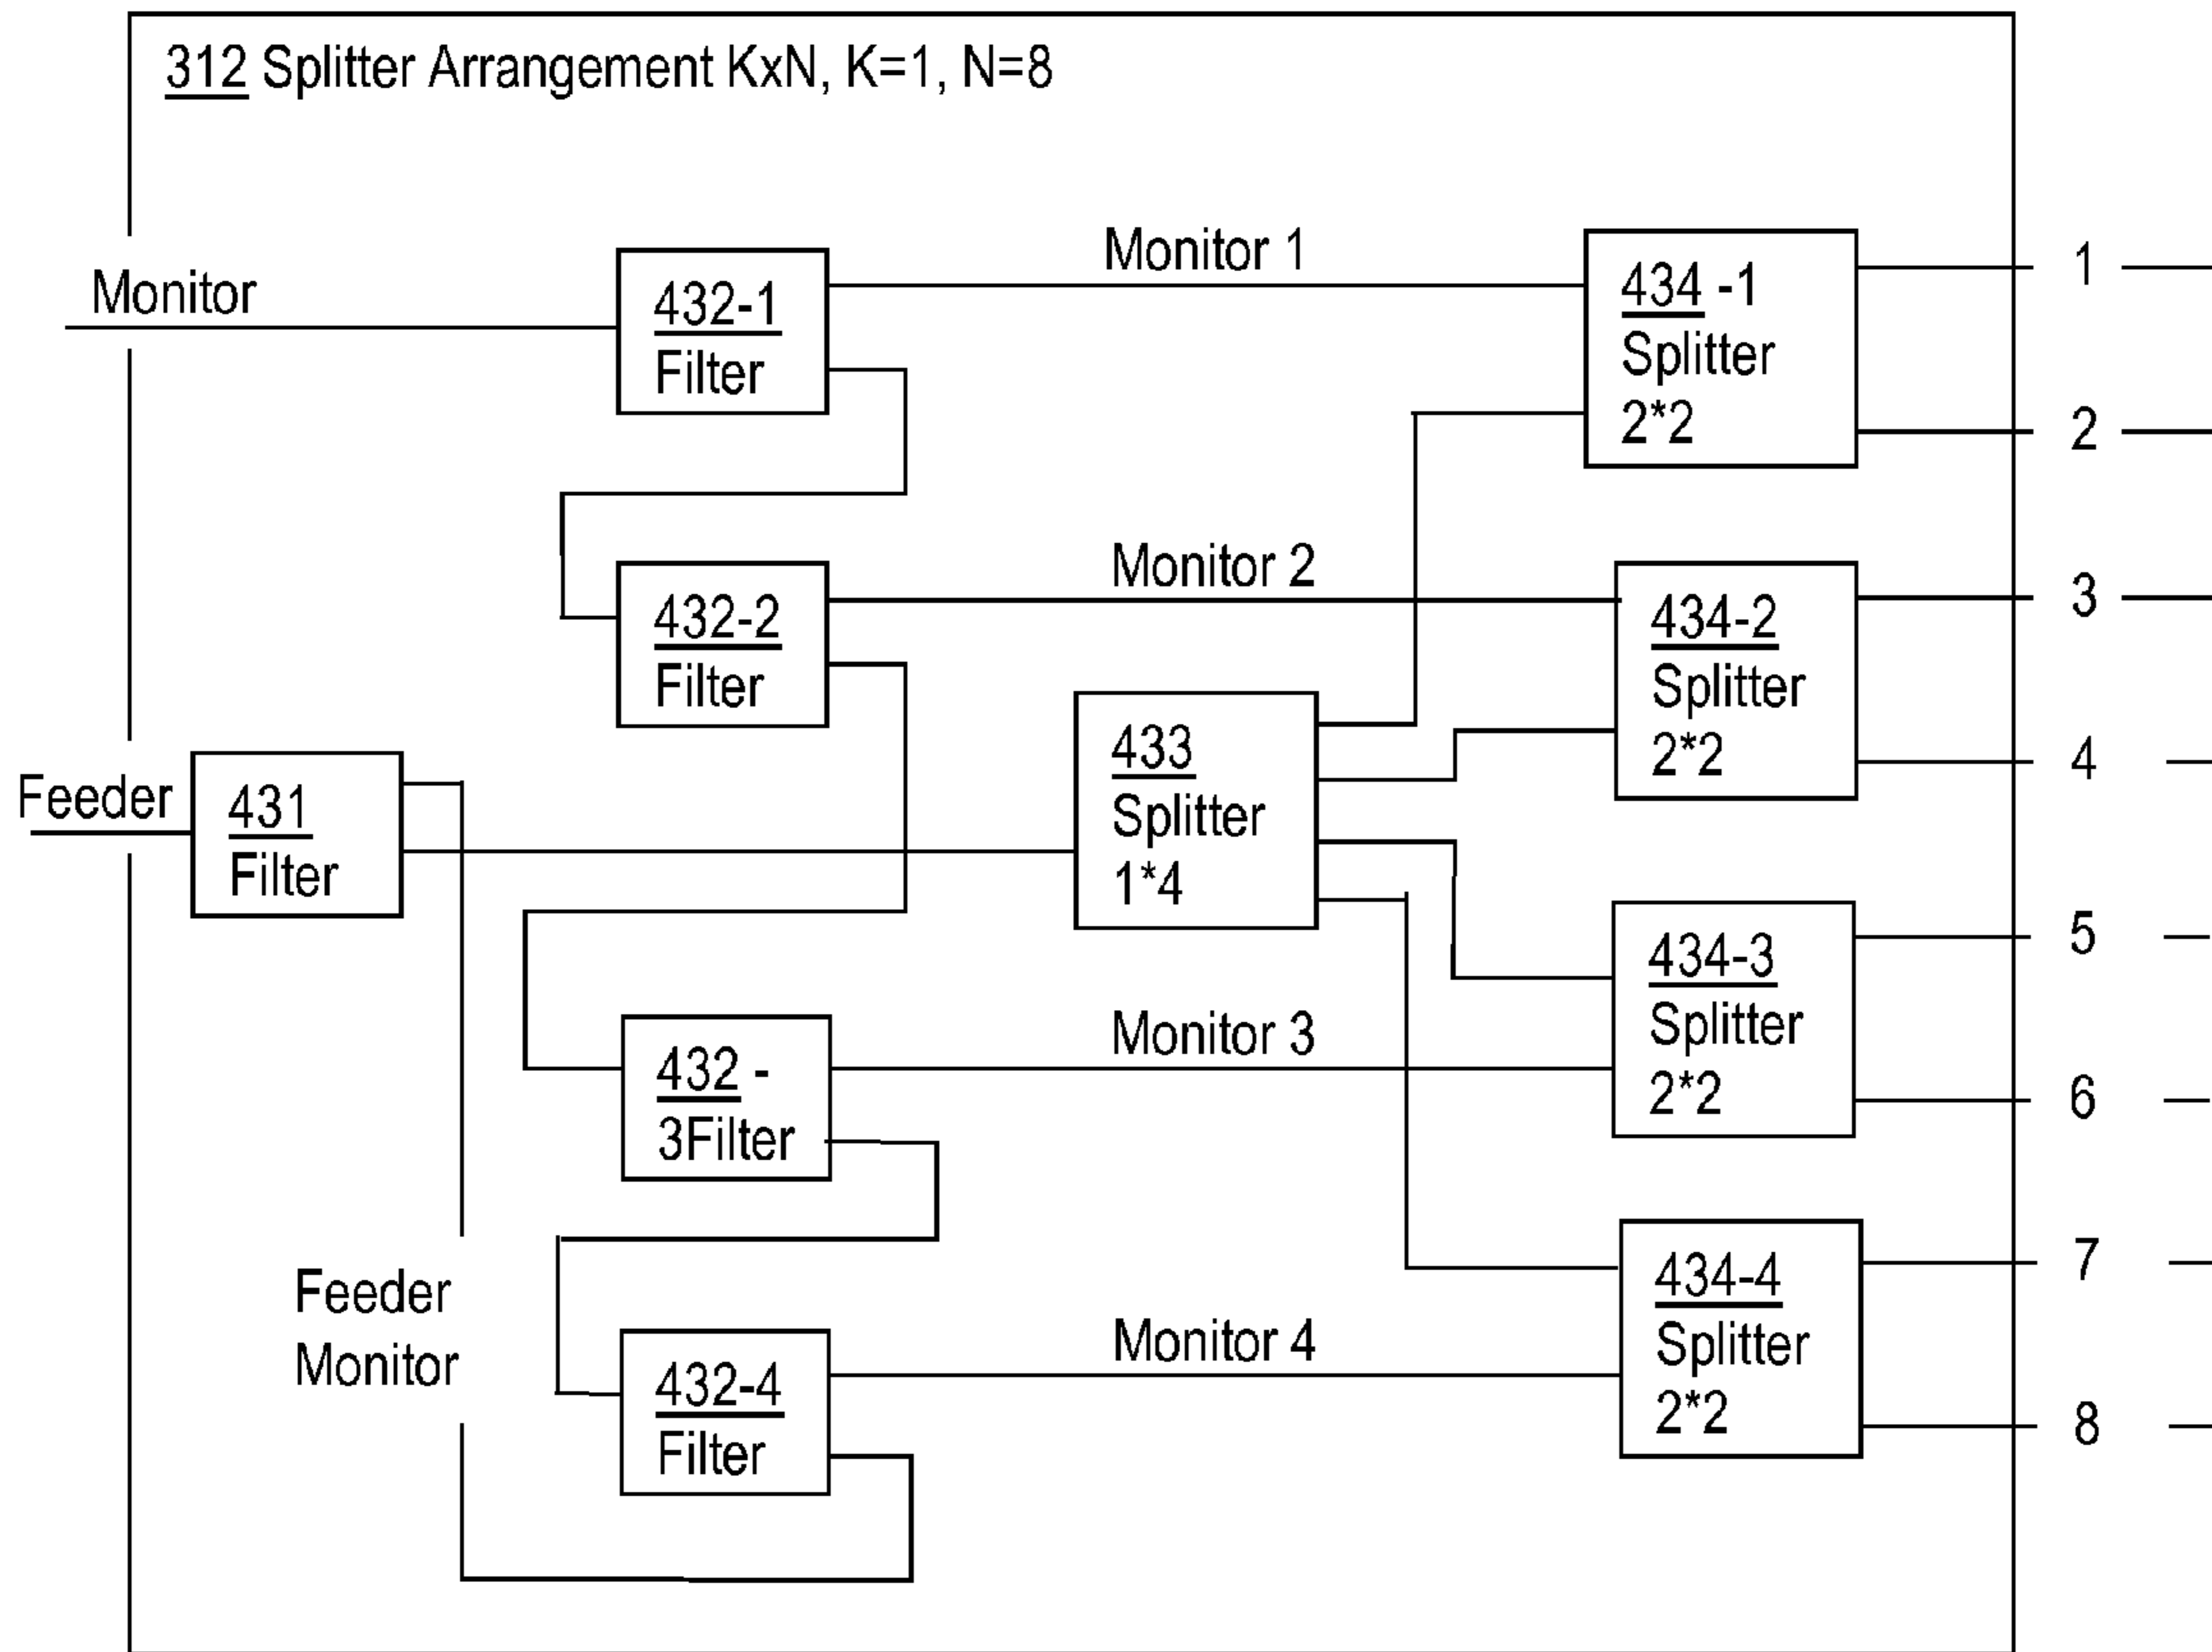 312 Splitter Arrangement KxN, K=1, N=8
Monitor
432-1
Filter
Monitor 1
434 -1
Splitter
2*2
1
2
432-2
Filter
Monitor 2
434-2
Splitter
2*2
3
4
Feeder
431
Filter
433
Splitter
1*4
432 -
3Filter
Monitor 3
434-3
Splitter
2*2
5
6
Feeder
Monitor
432-4
Filter
Monitor 4
434-4
Splitter
2*2
7
8